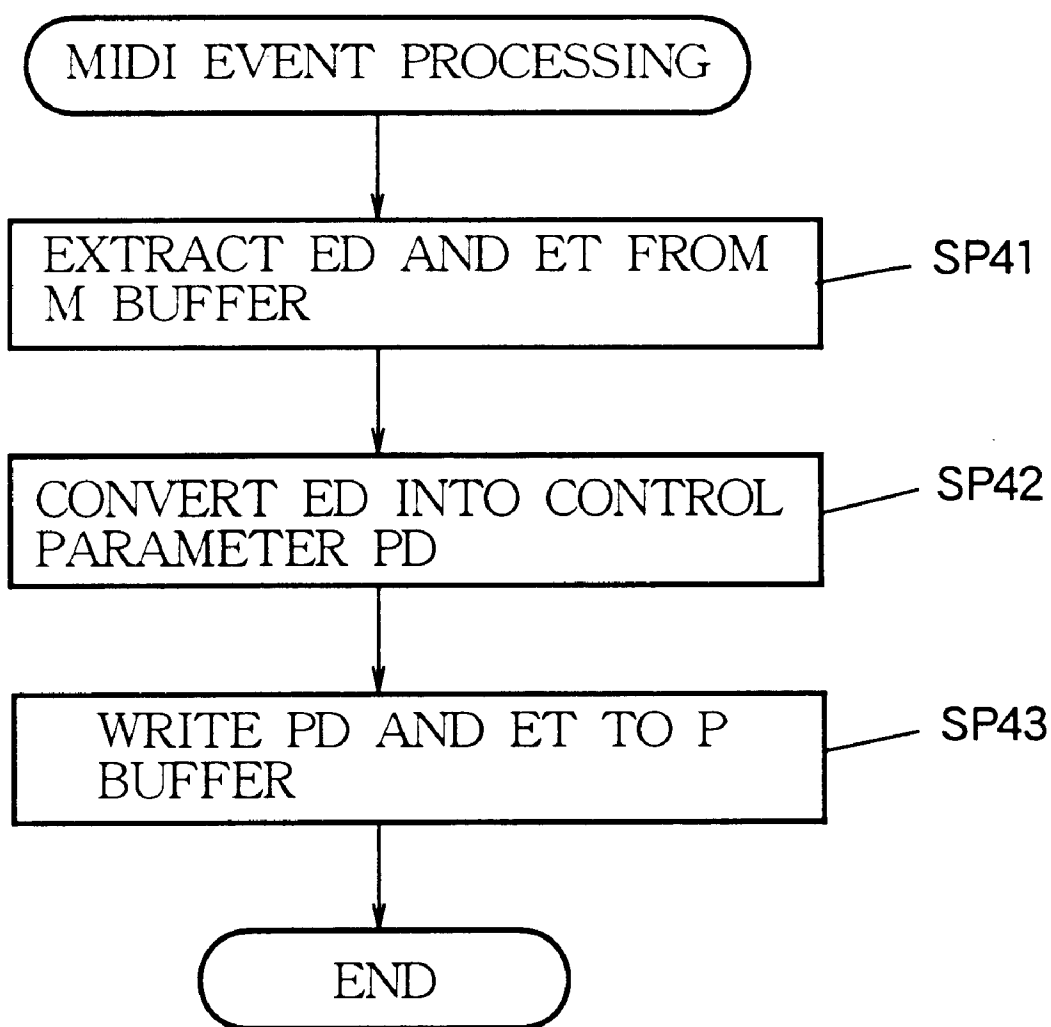 MIDI EVENT PROCESSING
EXTRACT ED AND ET FROM
M BUFFER
SP41
CONVERT ED INTO CONTROL
PARAMETER PD
SP42
WRITE PD AND ET TO P
BUFFER
SP43
END